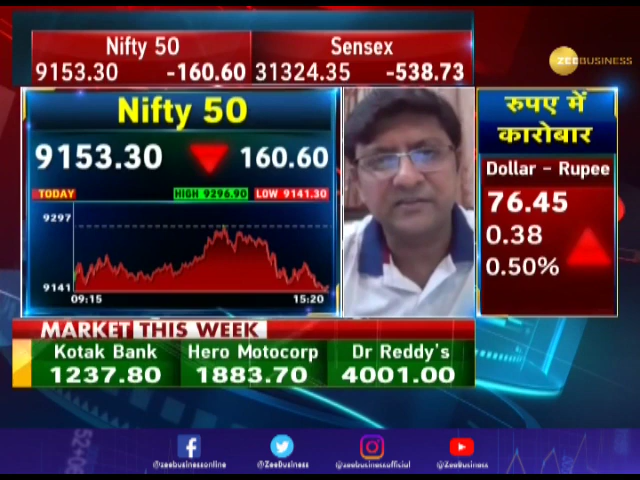 Nifty 50
9153.30 -160.60
Sensex
31324.35 -538.73
ZEEBUSINESS
Nifty 50
9153.30 160.60
TODAY HIGH 9296.90 LOW 9141.30
9297
9141
09:15 15:20
रुपए में
कारोबार
Dollar - Rupee
76.45
0.38
0.50%
MARKET THIS WEEK
Kotak Bank Hero Motocorp Dr Reddy's
1237.80 1883.70 4001.00
@zeebusinessonline @ZeeBusiness @zeebusinessofficial @ZeeBusiness